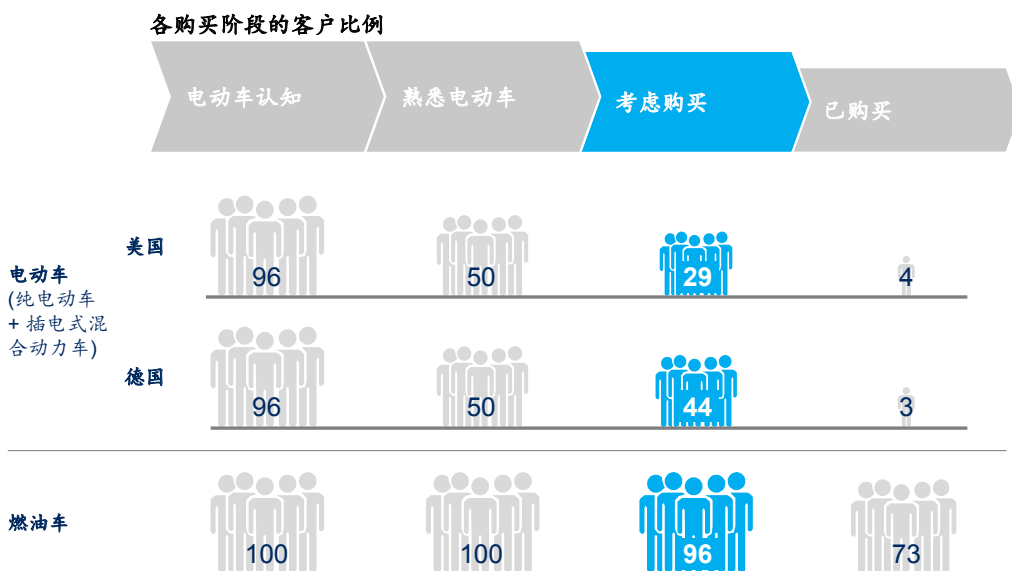 各购买阶段的客户比例
电动车认知
熟悉电动车
考虑购买
已购买
美国
96
50
29
4
电动车
(纯电动车
+ 插电式混
合动力车)
德国
96
50
44
3
燃油车
100
100
96
73